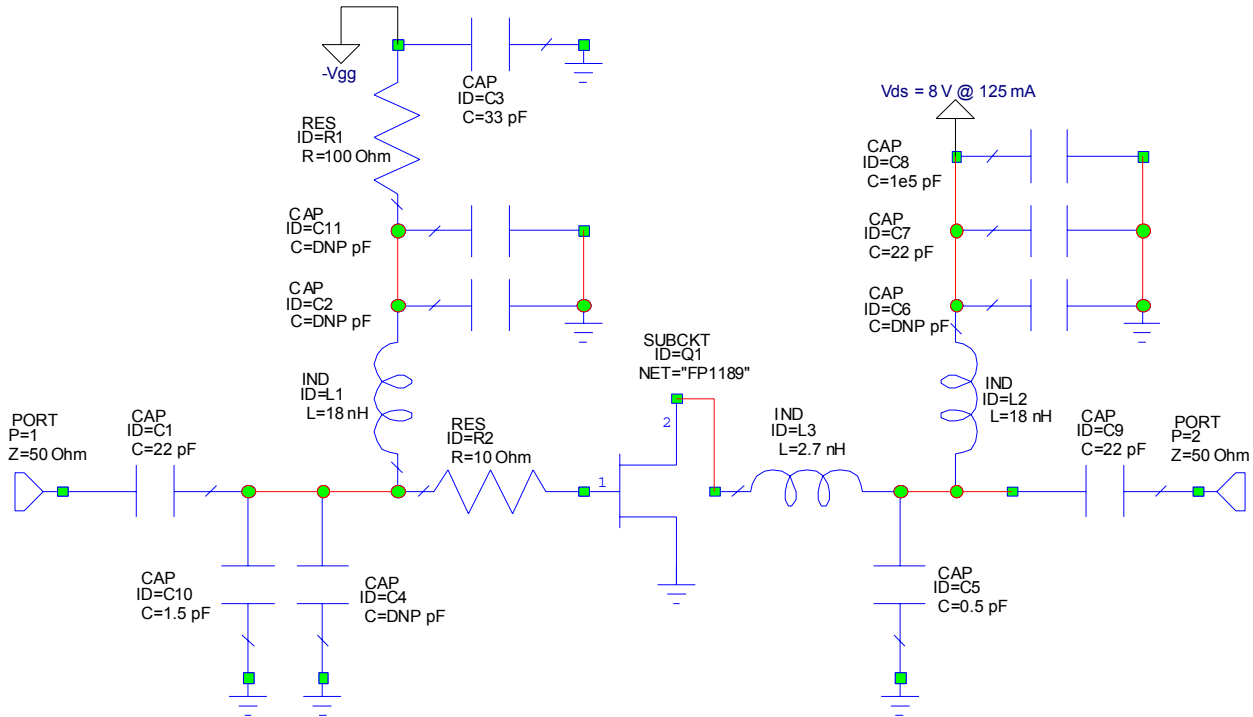 -Vgg
CAP
ID=C3
C=33 pF
RES
ID=R1
R=100 Ohm
CAP
ID=C11
C=DNP pF
CAP
ID=C2
C=DNP pF
IND
ID=L1
L=18 nH
PORT
P=1
Z=50 Ohm
CAP
ID=C1
C=22 pF
CAP
ID=C10
C=1.5 pF
CAP
ID=C4
C=DNP pF
RES
ID=R2
R=10 Ohm
SUBCKT
ID=Q1
NET="FP1189"
1
2
IND
ID=L3
L=2.7 nH
Vds = 8 V @ 125 mA
CAP
ID=C8
C=1e5 pF
CAP
ID=C7
C=22 pF
CAP
ID=C6
C=DNP pF
IND
ID=L2
L=18 nH
CAP
ID=C9
C=22 pF
PORT
P=2
Z=50 Ohm
CAP
ID=C5
C=0.5 pF